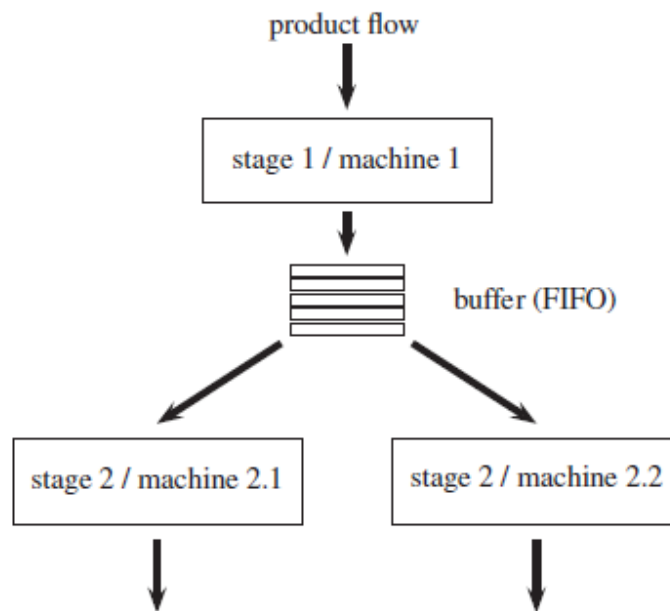 product flow
stage 1 / machine 1
buffer (FIFO)
stage 2 / machine 2.1
stage 2 / machine 2.2